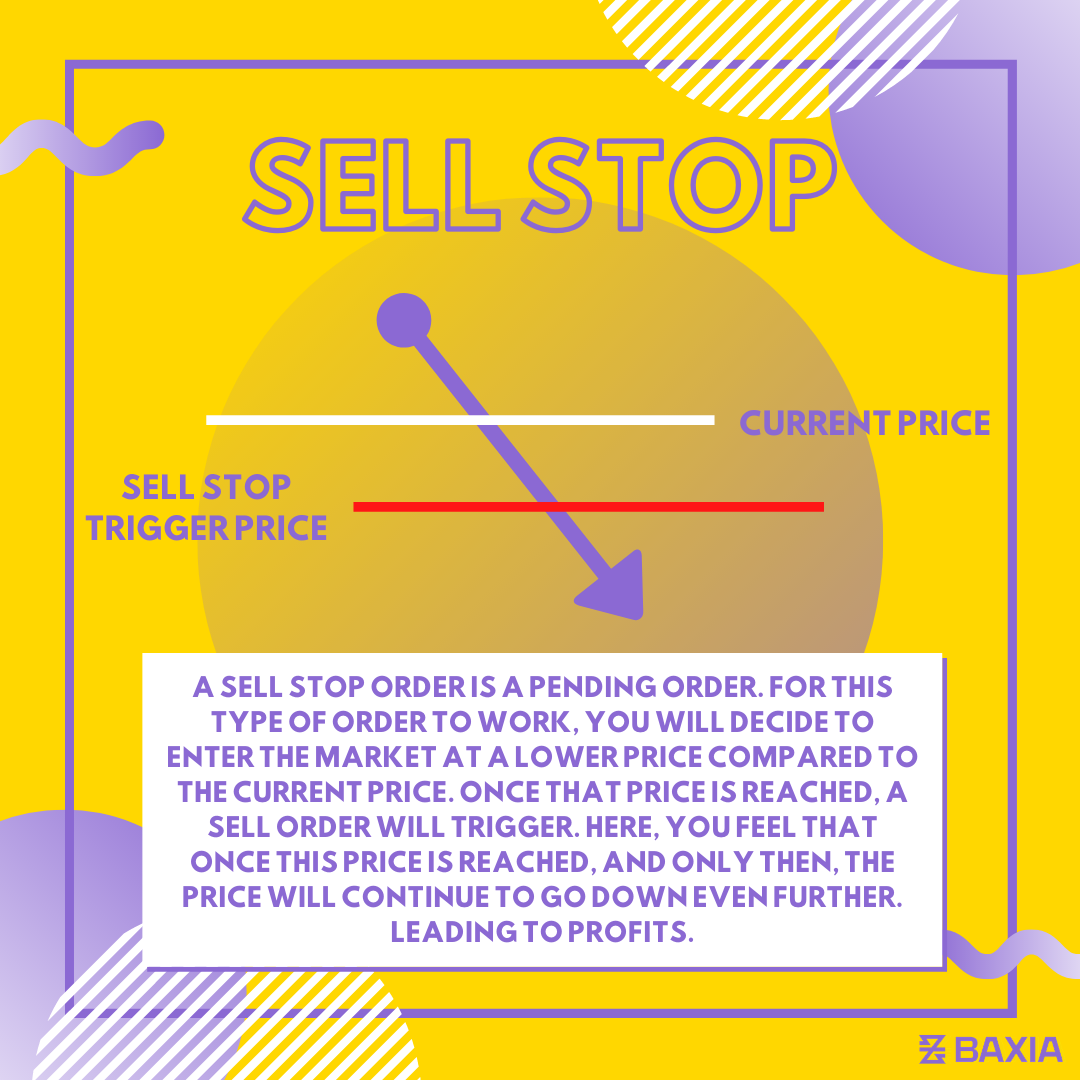 SELL STOP
CURRENT PRICE
SELL STOP
TRIGGER PRICE
A SELL STOP ORDER IS A PENDING ORDER. FOR THIS
TYPE OF ORDER TO WORK, YOU WILL DECIDE TO
ENTER THE MARKET AT A LOWER PRICE COMPARED TO
THE CURRENT PRICE. ONCE THAT PRICE IS REACHED, A
SELL ORDER WILL TRIGGER. HERE, YOU FEEL THAT
ONCE THIS PRICE IS REACHED, AND ONLY THEN, THE
PRICE WILL CONTINUE TO GO DOWN EVEN FURTHER.
LEADING TO PROFITS.
BAXIA